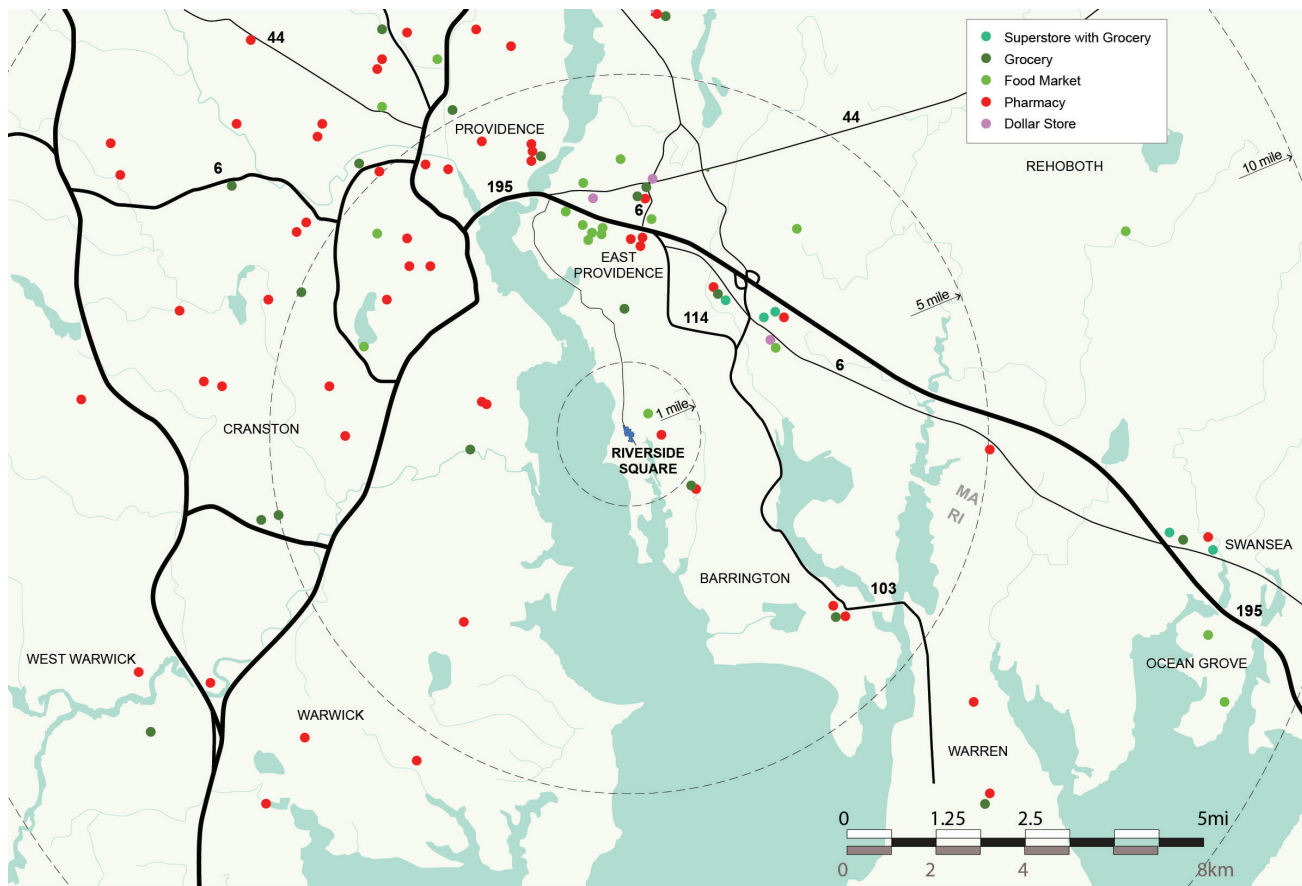 44
Superstore with Grocery
Grocery
Food Market
Pharmacy
Dollar Store
PROVIDENCE
44
REHOBOTH
10 mile
6
195
6
EAST
PROVIDENCE
5 mile
114
6
1 mile
CRANSTON
RIVERSIDE
SQUARE
MA
RI
SWANSEA
BARRINGTON
103
195
WEST WARWICK
OCEAN GROVE
WARWICK
WARREN
0 1.25 2.5 5mi
0 2 4 8km